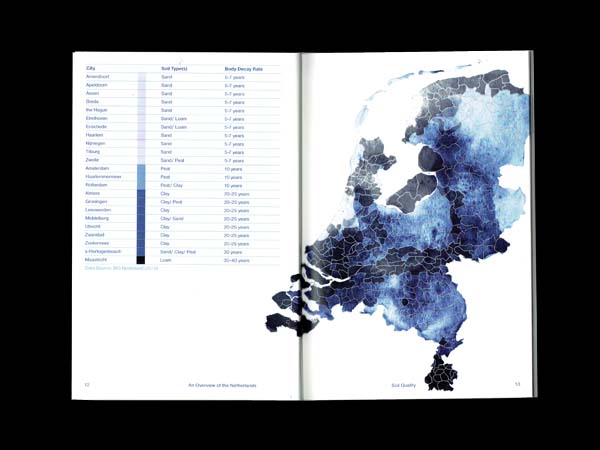 City Soil Type(s) Body Decay Rate
Amersfoort Sand 5-7 years
Apeldoorn Sand 5-7 years
Assen Sand 5-7 years
Breda Sand 5-7 years
the Hague Sand 5-7 years
Eindhoven Sand/ Loam 5-7 years
Enschede Sand/ Loam 5-7 years
Haarlem Sand 5-7 years
Nijmegen Sand 5-7 years
Tilburg Sand 5-7 years
Zwolle Sand/ Peat 5-7 years
Amsterdam Peat 10 years
Haarlemmermeer Peat 10 years
Rotterdam Peat/ Clay 10 years
Almere Clay 20-25 years
Groningen Clay/ Peat 20-25 years
Leeuwarden Clay 20-25 years
Middelburg Clay/ Sand 20-25 years
Utrecht Clay 20-25 years
Zaanstad Clay 20-25 years
Zoetermeer Clay 20-25 years
s-Hertogenbosch Sand/ Clay/ Peat 30 years
Maastricht Loam 35-40 years
12 An Overview of the Netherlands
Soil Quality 13